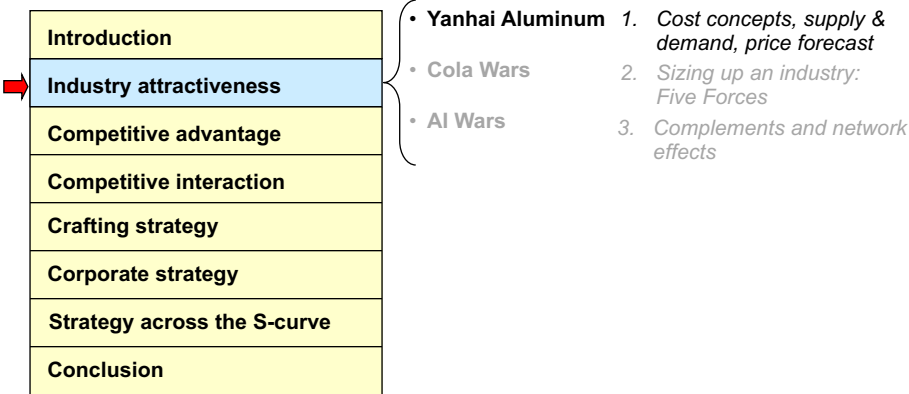 Introduction
Industry attractiveness
Competitive advantage
Competitive interaction
Crafting strategy
Corporate strategy
Strategy across the S-curve
Conclusion
• Yanhai Aluminum
• Cola Wars
• AI Wars
1. Cost concepts, supply &
demand, price forecast
2. Sizing up an industry:
Five Forces
3. Complements and network
effects